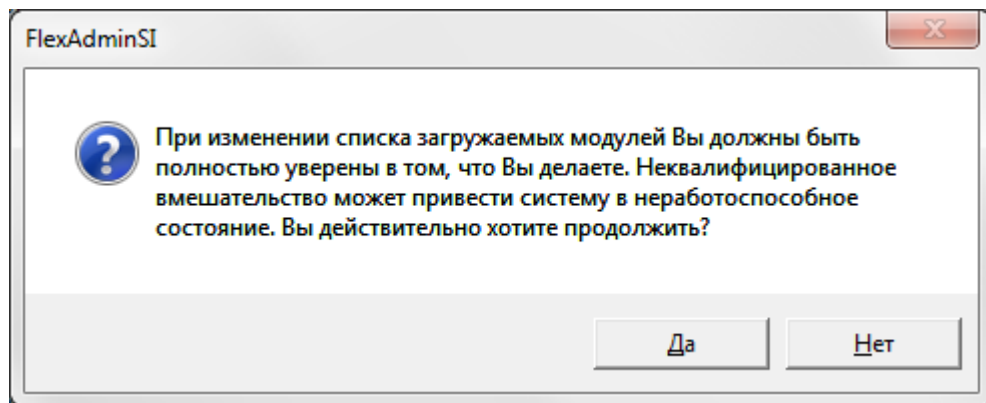 FlexAdminSI
При изменении списка загружаемых модулей Вы должны быть
полностью уверены в том, что Вы делаете. Неквалифицированное
вмешательство может привести систему в неработоспособное
состояние. Вы действительно хотите продолжить?
Да
Нет